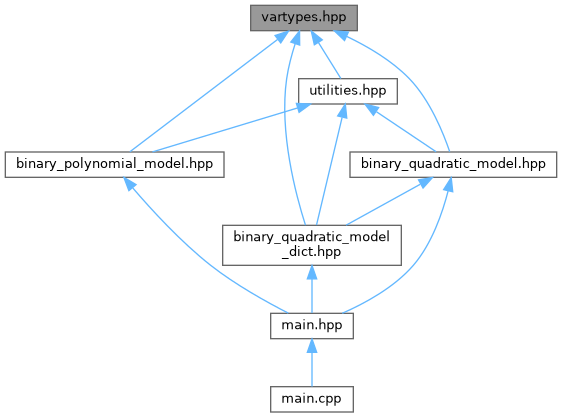 vartypes.hpp
utilities.hpp
binary_polynomial_model.hpp
binary_quadratic_model.hpp
binary_quadratic_model
_dict.hpp
main.hpp
main.cpp